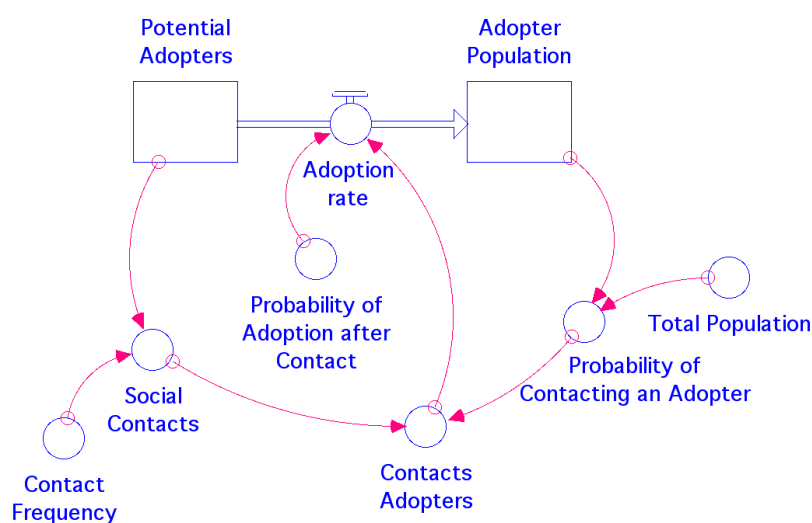 Potential
Adopters
Adopter
Population
Adoption
rate
Probability of
Adoption after
Contact
Total Population
Probability of
Contacting an Adopter
Social
Contacts
Contacts
Adopters
Contact
Frequency